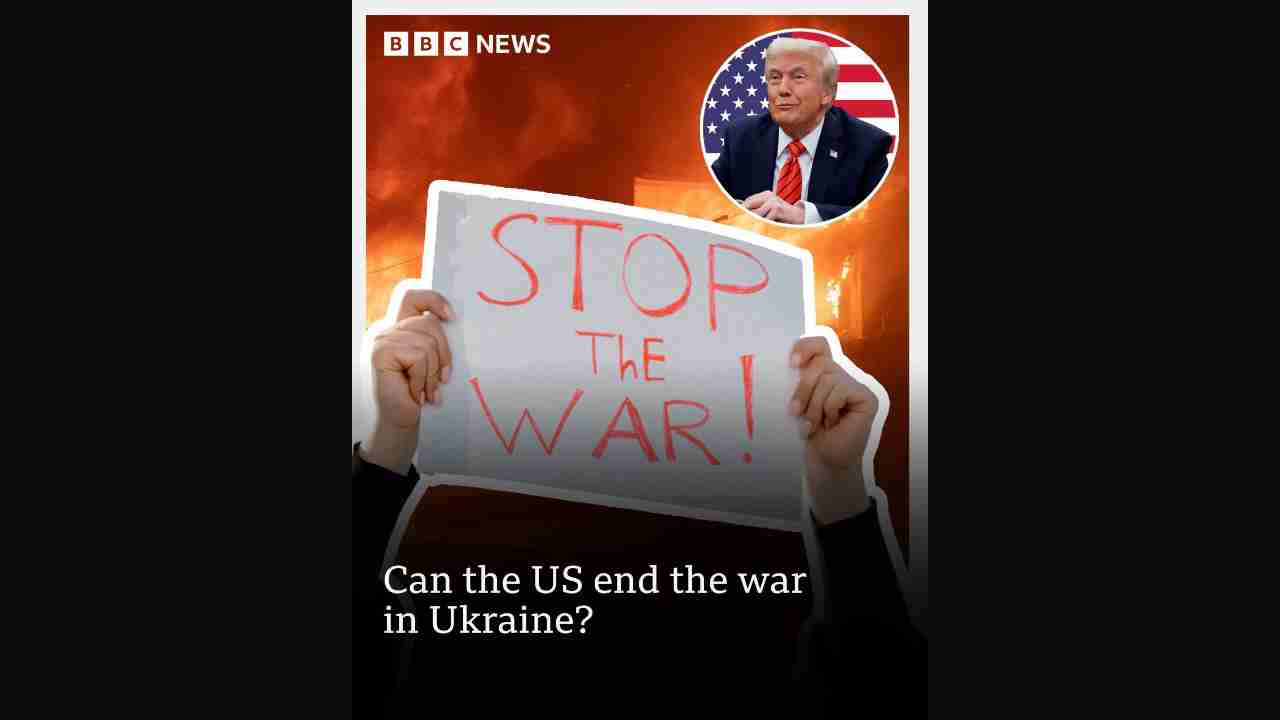 BBC NEWS
STOP
ThE
WAR!
Can the US end the war
in Ukraine?